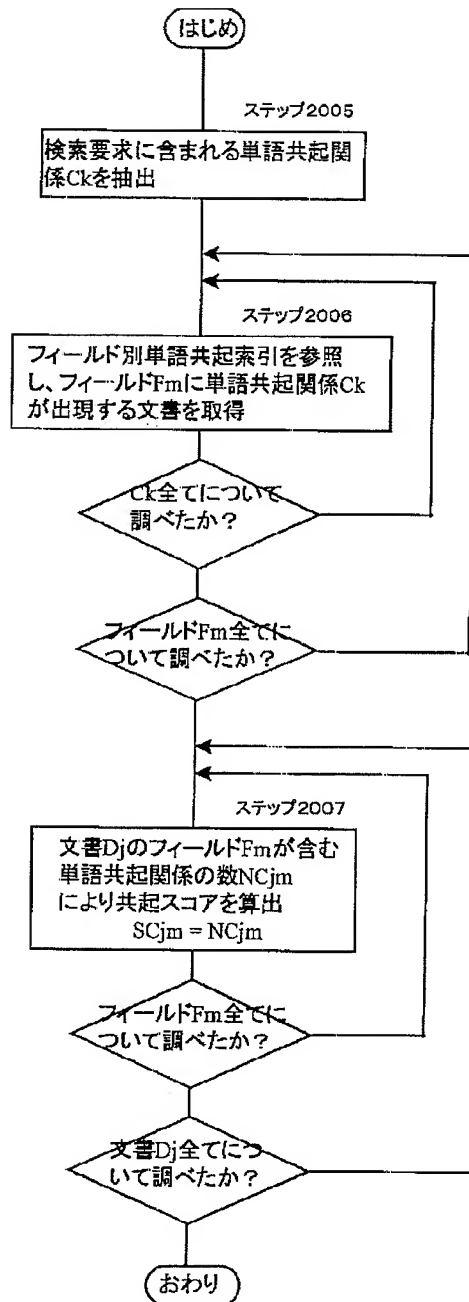 はじめ
ステップ2005
検索要求に含まれる単語共起関
係Ckを抽出
ステップ2006
フィールド別単語共起索引を参照
し、フィールドFmに単語共起関係Ck
が出現する文書を取得
Ck全てについて
調べたか？
フィールドFm全てに
ついて調べたか？
ステップ2007
文書DjのフィールドFmが含む
単語共起関係の数NCjm
により共起スコアを算出
SCjm = NCjm
フィールドFm全てに
ついて調べたか？
文書Dj全てにつ
いて調べたか？
おわり